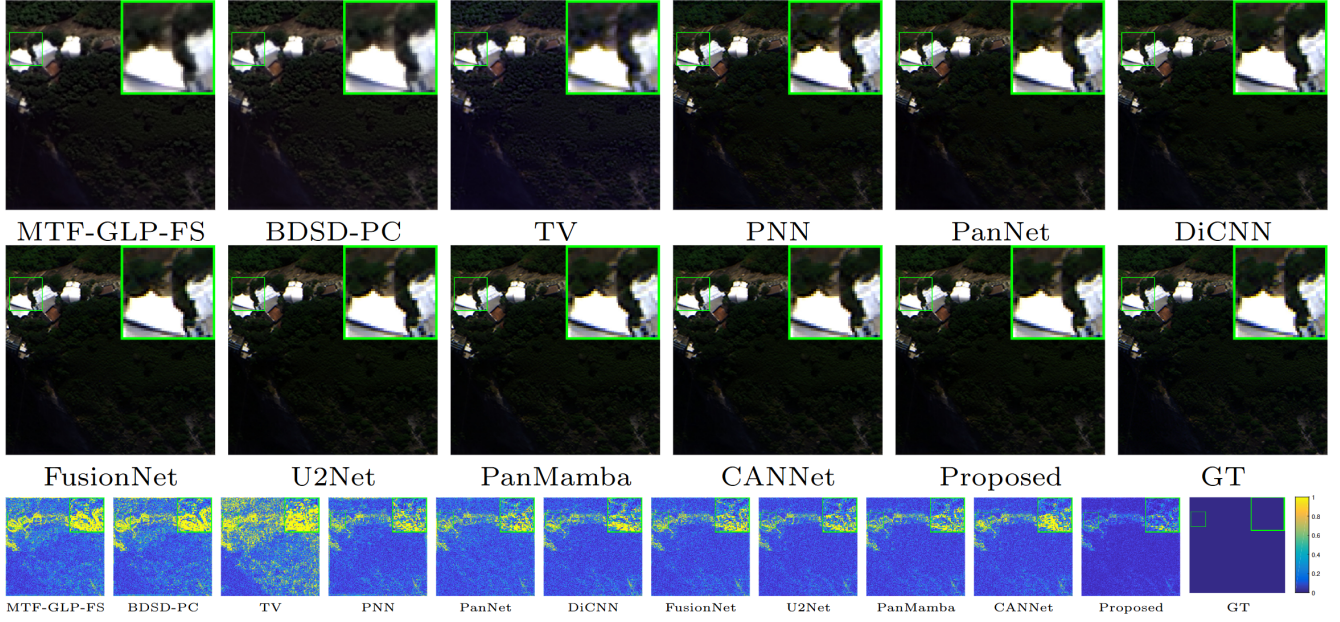 MTF-GLP-FS BDSD-PC TV PNN PanNet DiCNN
FusionNet U2Net PanMamba CANNet Proposed GT
1
0.8
0.6
0.4
0.2
0
MTF-GLP-FS BDSD-PC TV PNN PanNet DiCNN FusionNet U2Net PanMamba CANNet Proposed GT